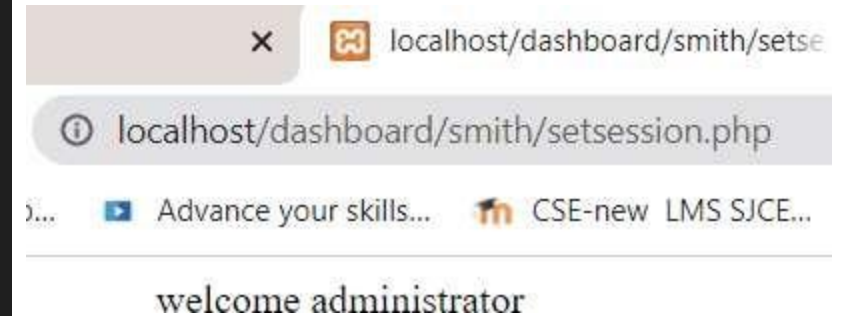 localhost/dashboard/smith/setse
localhost/dashboard/smith/setsession.php
... Advance your skills... CSE-new LMS SJCE...
welcome administrator